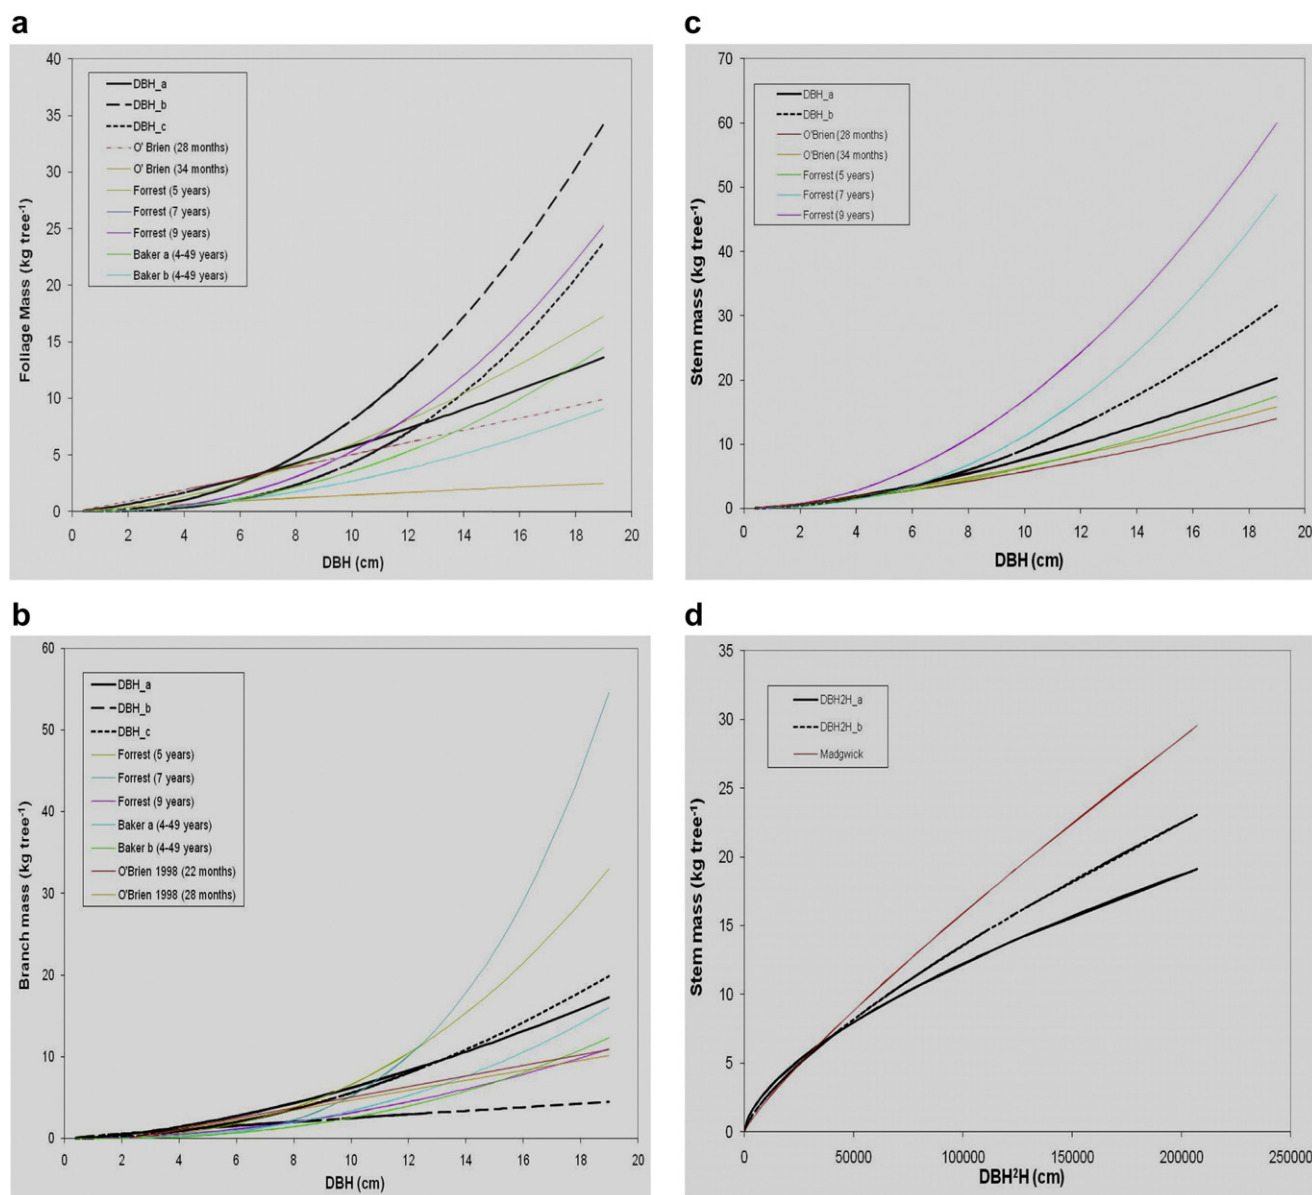 a
40
35
30
25
20
15
10
5
0
Foliage Mass (kg tree⁻¹)
DBH_a
DBH_b
DBH_c
O' Brien (28 months)
O' Brien (34 months)
Forrest (5 years)
Forrest (7 years)
Forrest (9 years)
Baker a (4-49 years)
Baker b (4-49 years)
0 2 4 6 8 10 12 14 16 18 20
DBH (cm)
c
70
60
50
40
30
20
10
0
Stem mass (kg tree⁻¹)
DBH_a
DBH_b
O'Brien (28 months)
O'Brien (34 months)
Forrest (5 years)
Forrest (7 years)
Forrest (9 years)
0 2 4 6 8 10 12 14 16 18 20
DBH (cm)
b
60
50
40
30
20
10
0
Branch mass (kg tree⁻¹)
DBH_a
DBH_b
DBH_c
Forrest (5 years)
Forrest (7 years)
Forrest (9 years)
Baker a (4-49 years)
Baker b (4-49 years)
O'Brien 1998 (22 months)
O'Brien 1998 (28 months)
0 2 4 6 8 10 12 14 16 18 20
DBH (cm)
d
35
30
25
20
15
10
5
0
Stem mass (kg tree⁻¹)
DBH2H_a
DBH2H_b
Madgwick
0 50000 100000 150000 200000 250000
DBH²H (cm)